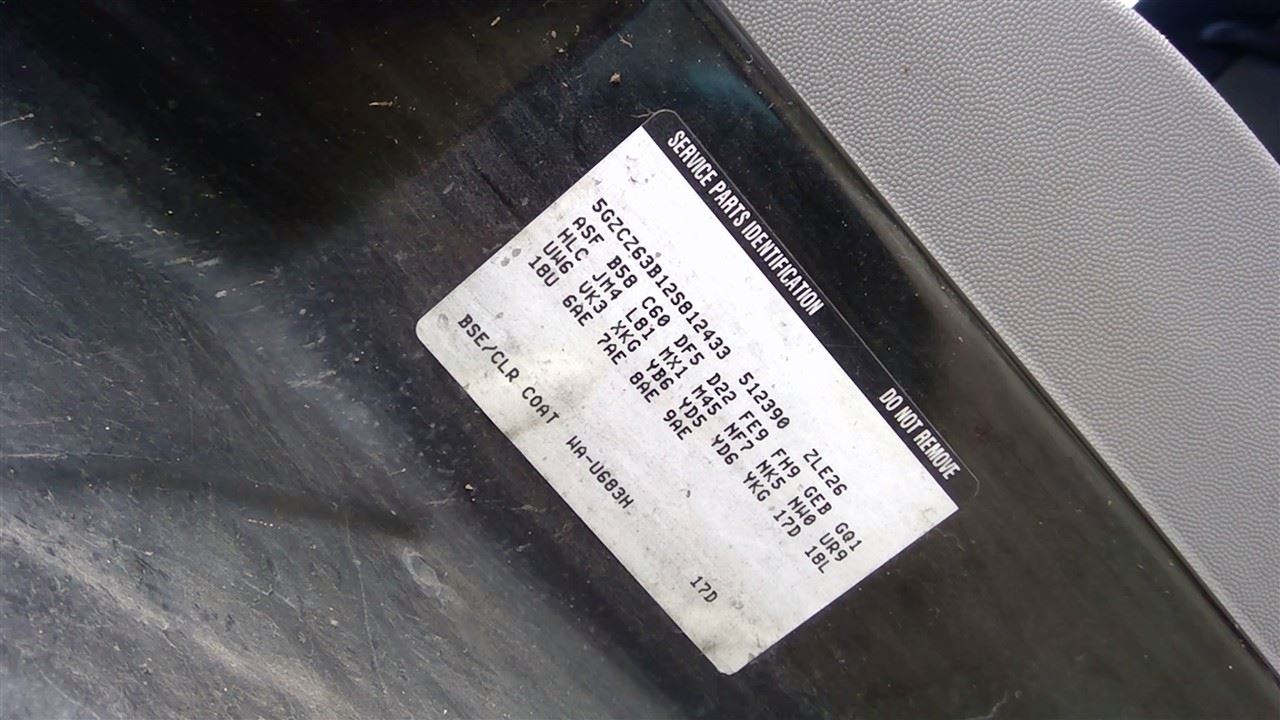 SERVICE PARTS IDENTIFICATION DO NOT REMOVE
5GZCZ63B12S812433 512390 ZLE26
ASF B58 C60 DF5 D22 FE9 FH9 GEB GQ1
HLC JM4 L81 MX1 M45 NF7 NK5 NW0 UR9
UW6 VK3 XKG YB6 YD5 YD6 YKG 17D 18L
18U 6AE 7AE 8AE 9AE
BSE/CLR COAT WA-U683H 17D